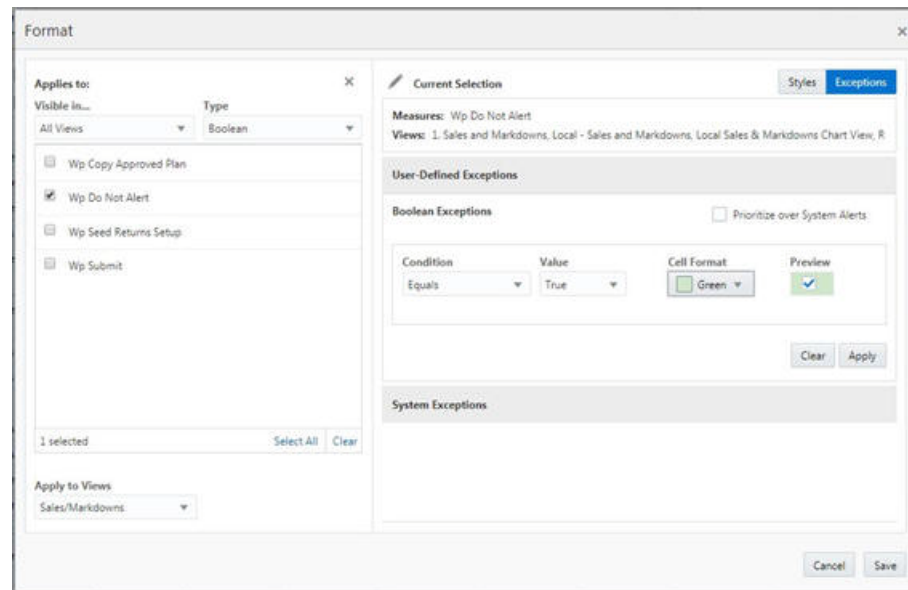 Format
Applies to:
Visible in...
Type
All Views
Boolean
Wp Copy Approved Plan
Wp Do Not Alert
Wp Seed Returns Setup
Wp Submit
1 selected
Select All
Clear
Apply to Views
Sales/Markdowns
Current Selection
Styles
Exceptions
Measures: Wp Do Not Alert
Views: 1. Sales and Markdowns, Local - Sales and Markdowns, Local Sales & Markdowns Chart View, R
User-Defined Exceptions
Boolean Exceptions
Prioritize over System Alerts
Condition
Value
Cell Format
Preview
Equals
True
Green
Clear
Apply
System Exceptions
Cancel
Save